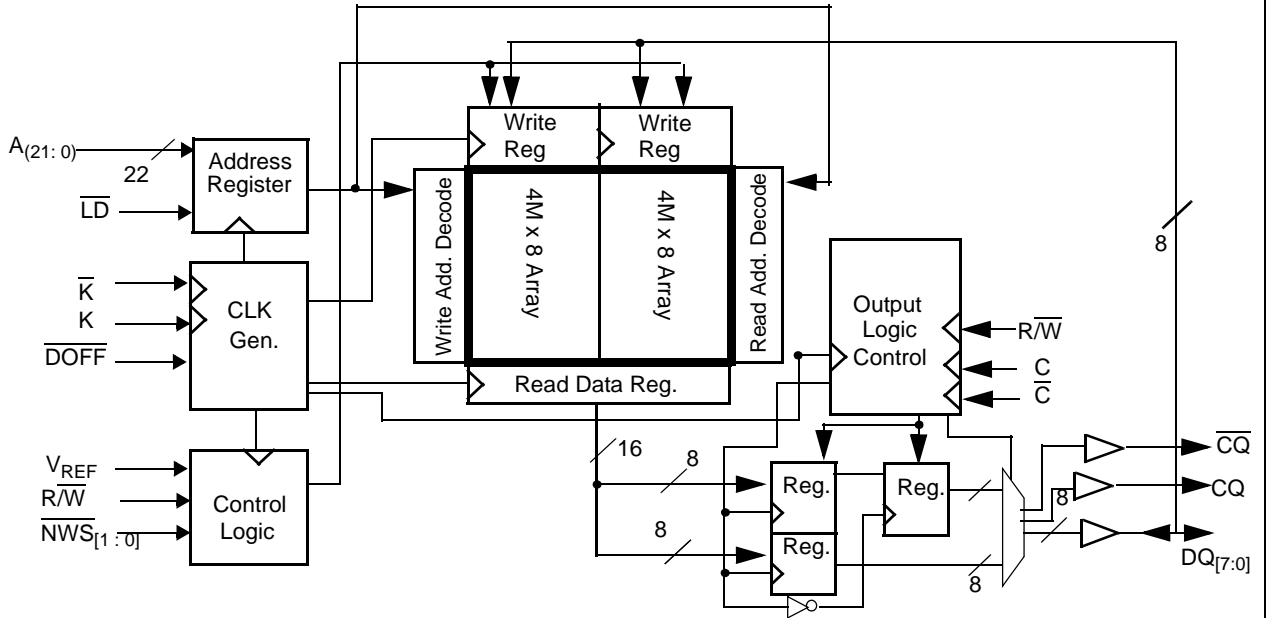 A(21: 0)
22
LD
Address
Register
K
K
DOFF
CLK
Gen.
VREF
R/W
NWS[1 : 0]
Control
Logic
Write
Reg
Write
Reg
Write Add. Decode
4M x 8 Array
4M x 8 Array
Read Add. Decode
Read Data Reg.
16
8
8
Output
Logic
Control
R/W
C
C
8
Reg.
Reg.
Reg.
8
8
CQ
CQ
DQ[7:0]